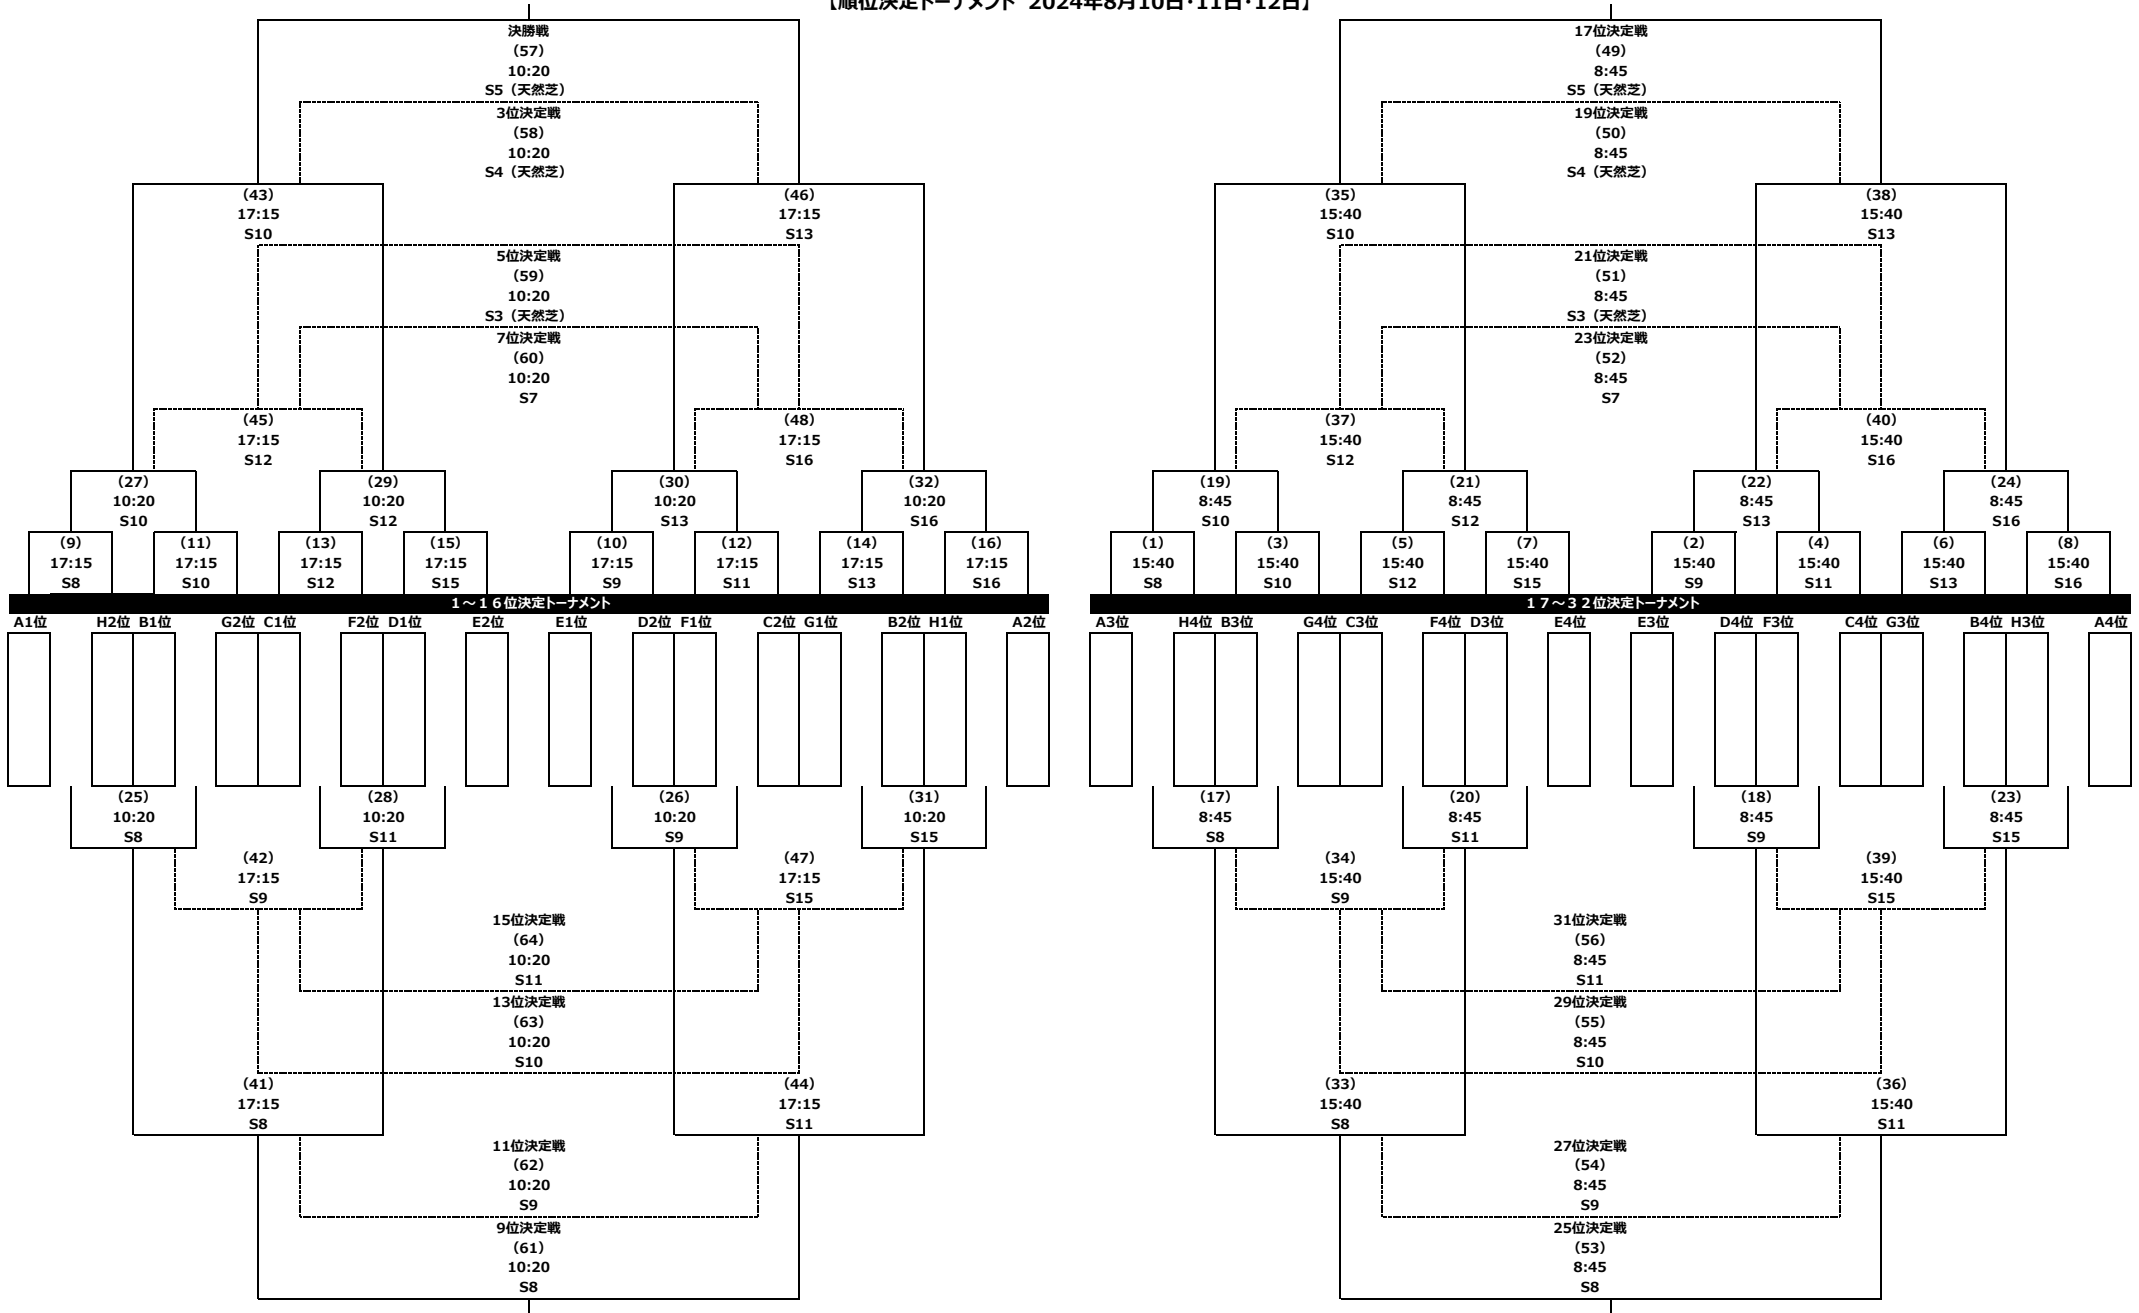 【順位決定トーナメント 2024年8月10日・11日・12日】
決勝戦
(57)
10:20
S5（天然芝）
3位決定戦
(58)
10:20
S4（天然芝）
(43)
17:15
S10
(46)
17:15
S13
5位決定戦
(59)
10:20
S3（天然芝）
7位決定戦
(60)
10:20
S7
(45)
17:15
S12
(48)
17:15
S16
(27)
10:20
S10
(29)
10:20
S12
(30)
10:20
S13
(32)
10:20
S16
(9)
17:15
S8
(11)
17:15
S10
(13)
17:15
S12
(15)
17:15
S15
(10)
17:15
S9
(12)
17:15
S11
(14)
17:15
S13
(16)
17:15
S16
1～16位決定トーナメント
A1位 H2位 B1位 G2位 C1位 F2位 D1位 E2位 E1位 D2位 F1位 C2位 G1位 B2位 H1位 A2位
(25)
10:20
S8
(28)
10:20
S11
(26)
10:20
S9
(31)
10:20
S15
(42)
17:15
S9
(47)
17:15
S15
15位決定戦
(64)
10:20
S11
13位決定戦
(63)
10:20
S10
(41)
17:15
S8
(44)
17:15
S11
11位決定戦
(62)
10:20
S9
9位決定戦
(61)
10:20
S8
17位決定戦
(49)
8:45
S5（天然芝）
19位決定戦
(50)
8:45
S4（天然芝）
(35)
15:40
S10
(38)
15:40
S13
21位決定戦
(51)
8:45
S3（天然芝）
23位決定戦
(52)
8:45
S7
(37)
15:40
S12
(40)
15:40
S16
(19)
8:45
S10
(21)
8:45
S12
(22)
8:45
S13
(24)
8:45
S16
(1)
15:40
S8
(3)
15:40
S10
(5)
15:40
S12
(7)
15:40
S15
(2)
15:40
S9
(4)
15:40
S11
(6)
15:40
S13
(8)
15:40
S16
17～32位決定トーナメント
A3位 H4位 B3位 G4位 C3位 F4位 D3位 E4位 E3位 D4位 F3位 C4位 G3位 B4位 H3位 A4位
(17)
8:45
S8
(20)
8:45
S11
(18)
8:45
S9
(23)
8:45
S15
(34)
15:40
S9
(39)
15:40
S15
31位決定戦
(56)
8:45
S11
29位決定戦
(55)
8:45
S10
(33)
15:40
S8
(36)
15:40
S11
27位決定戦
(54)
8:45
S9
25位決定戦
(53)
8:45
S8